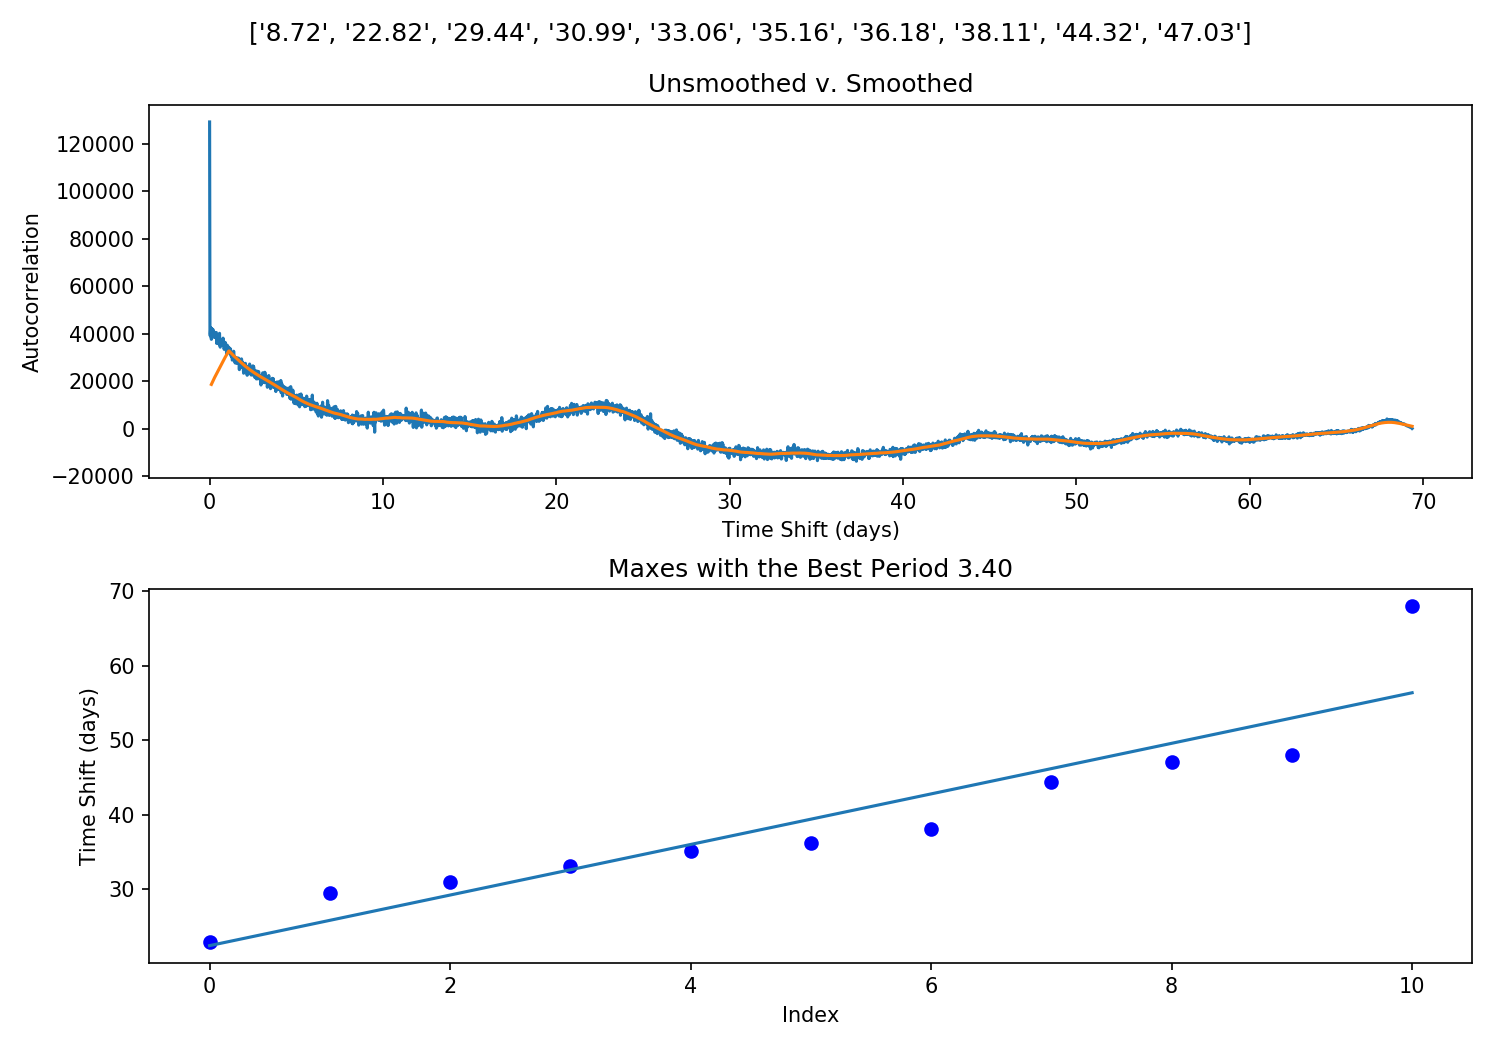 ['8.72', '22.82', '29.44', '30.99', '33.06', '35.16', '36.18', '38.11', '44.32', '47.03']
Unsmoothed v. Smoothed
Autocorrelation
120000
100000
80000
60000
40000
20000
0
−20000
0 10 20 30 40 50 60 70
Time Shift (days)
Maxes with the Best Period 3.40
Time Shift (days)
70
60
50
40
30
0 2 4 6 8 10
Index